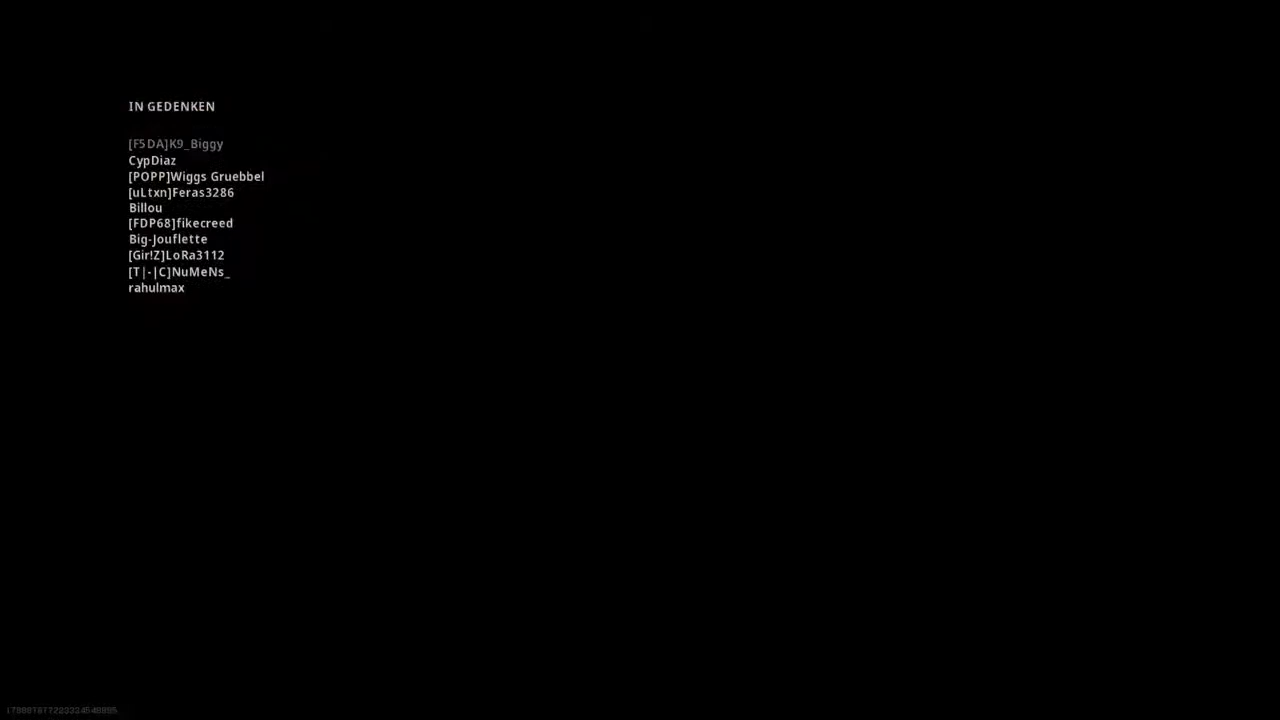 IN GEDENKEN
[F5DA]K9_Biggy
CypDiaz
[POPP]Wiggs Gruebbel
[uLtxn]Feras3286
Billou
[FDP68]fikecreed
Big-Jouflette
[Gir!Z]LoRa3112
[T|-|C]NuMeNs_
rahulmax